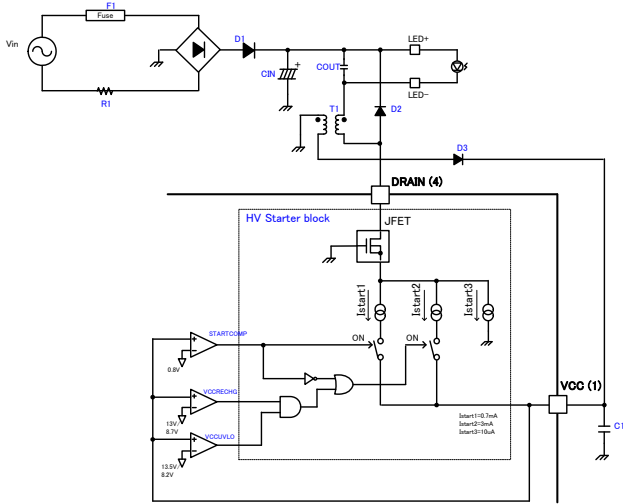 F1
Fuse
Vin
R1
D1
CIN
+
COUT
LED+
LED-
T1
D2
D3
DRAIN (4)
HV Starter block
JFET
Istart1
Istart2
Istart3
STARTCOMP
ON
ON
+
-
0.8V
VCCRECHG
+
-
13V/
8.7V
VCCUVLO
+
-
13.5V/
8.2V
VCC (1)
Istart1=0.7mA
Istart2=3mA
Istart3=10uA
C1